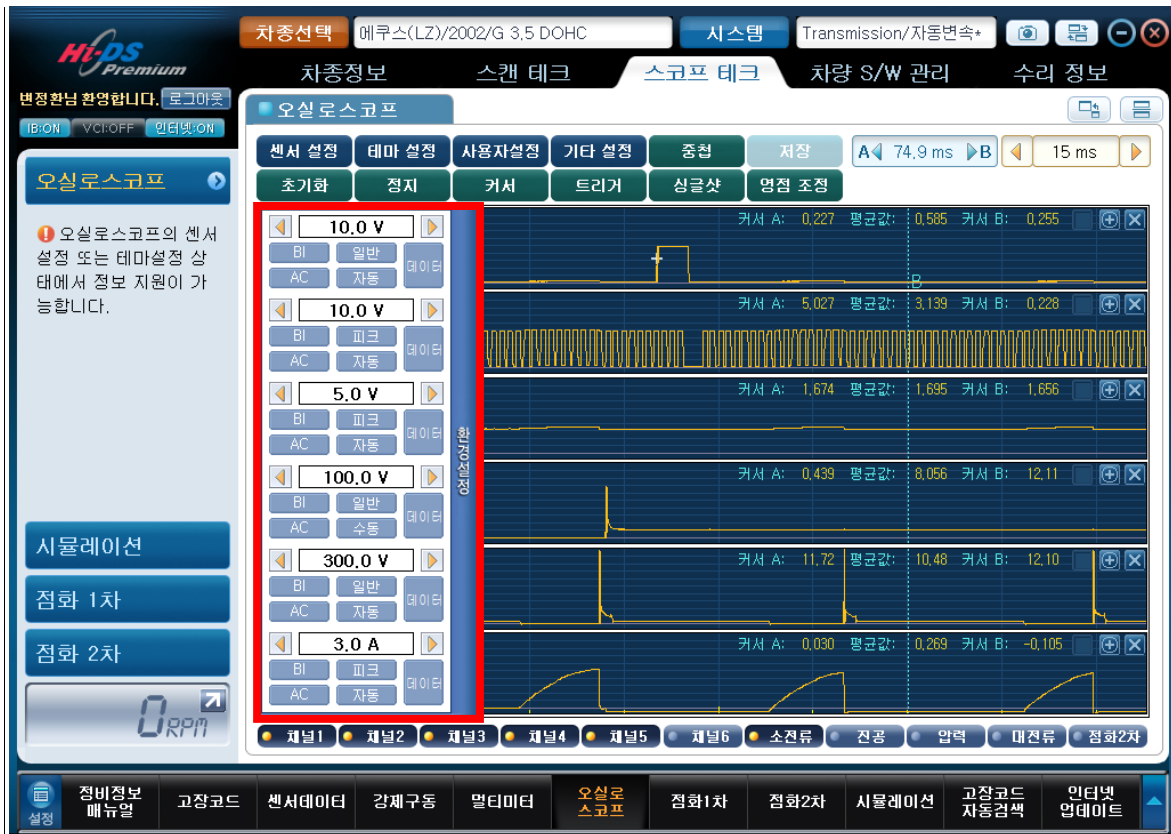 Hi-DS
Premium
차종선택 에쿠스(LZ)/2002/G 3,5 DOHC 시스템 Transmission/자동변속*
차종정보 스캔 테크 스코프 테크 차량 S/W 관리 수리 정보
변정환님 환영합니다. 로그아웃
IB:ON VCI:OFF 인터넷:ON
오실로스코프
오실로스코프의 센서
설정 또는 테마설정 상
태에서 정보 지원이 가
능합니다.
시뮬레이션
점화 1차
점화 2차
0 RPM
오실로스코프
센서 설정 테마 설정 사용자설정 기타 설정 중첩 저장 A 74,9 ms B 15 ms
초기화 정지 커서 트리거 싱글샷 영점 조정
10,0 V
BI 일반 데이터
AC 자동
커서 A: 0,227 평균값: 0,585 커서 B: 0,255
B
10,0 V
BI 피크 데이터
AC 자동
커서 A: 5,027 평균값: 3,139 커서 B: 0,228
5,0 V
BI 피크 데이터
AC 자동
커서 A: 1,674 평균값: 1,695 커서 B: 1,656
100,0 V
BI 일반 데이터
AC 수동
커서 A: 0,439 평균값: 8,056 커서 B: 12,11
300,0 V
BI 일반 데이터
AC 자동
커서 A: 11,72 평균값: 10,48 커서 B: 12,10
3,0 A
BI 피크 데이터
AC 자동
커서 A: 0,030 평균값: 0,269 커서 B: -0,105
환경설정
채널1 채널2 채널3 채널4 채널5 채널6 소전류 진공 압력 대전류 점화2차
설정
정비정보
매뉴얼
고장코드 센서데이터 강제구동 멀티미터
오실로
스코프
점화1차 점화2차 시뮬레이션
고장코드
자동검색
인터넷
업데이트